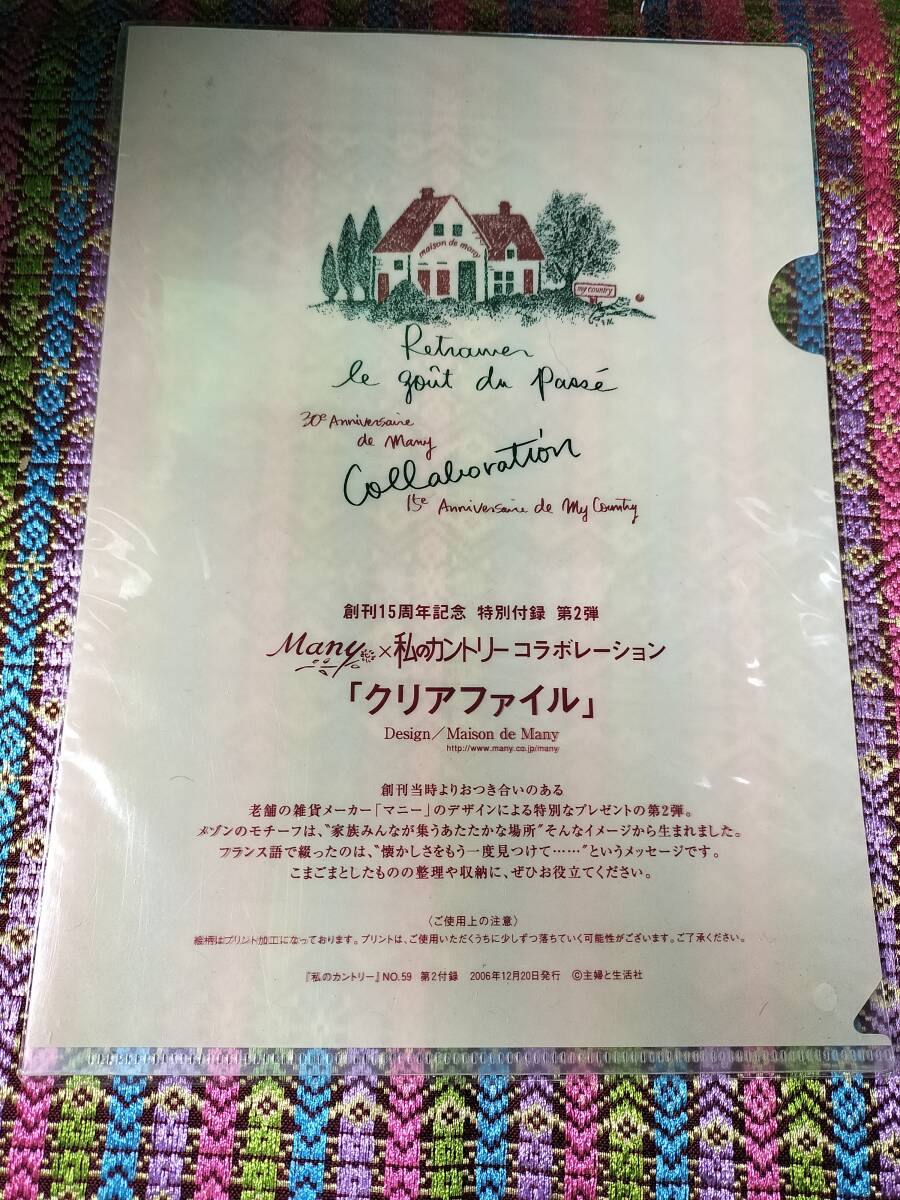 maison de many
my country
Retrouver
le goût du Passé
30e Anniversaire
de Many
Collaboration
15e Anniversaire de My Country
創刊15周年記念 特別付録 第2弾
Many×私のカントリー コラボレーション
「クリアファイル」
Design／Maison de Many
http://www.many.co.jp/many
創刊当時よりおつき合いのある
老舗の雑貨メーカー「マニー」のデザインによる特別なプレゼントの第2弾。
メゾンのモチーフは、“家族みんなが集うあたたかな場所”そんなイメージから生まれました。
フランス語で綴ったのは、“懐かしさをもう一度見つけて……”というメッセージです。
こまごまとしたものの整理や収納に、ぜひお役立てください。
〈ご使用上の注意〉
絵柄はプリント加工になっております。プリントは、ご使用いただくうちに少しずつ落ちていく可能性がございます。ご了承ください。
『私のカントリー』NO.59 第2付録 2006年12月20日発行 ©主婦と生活社